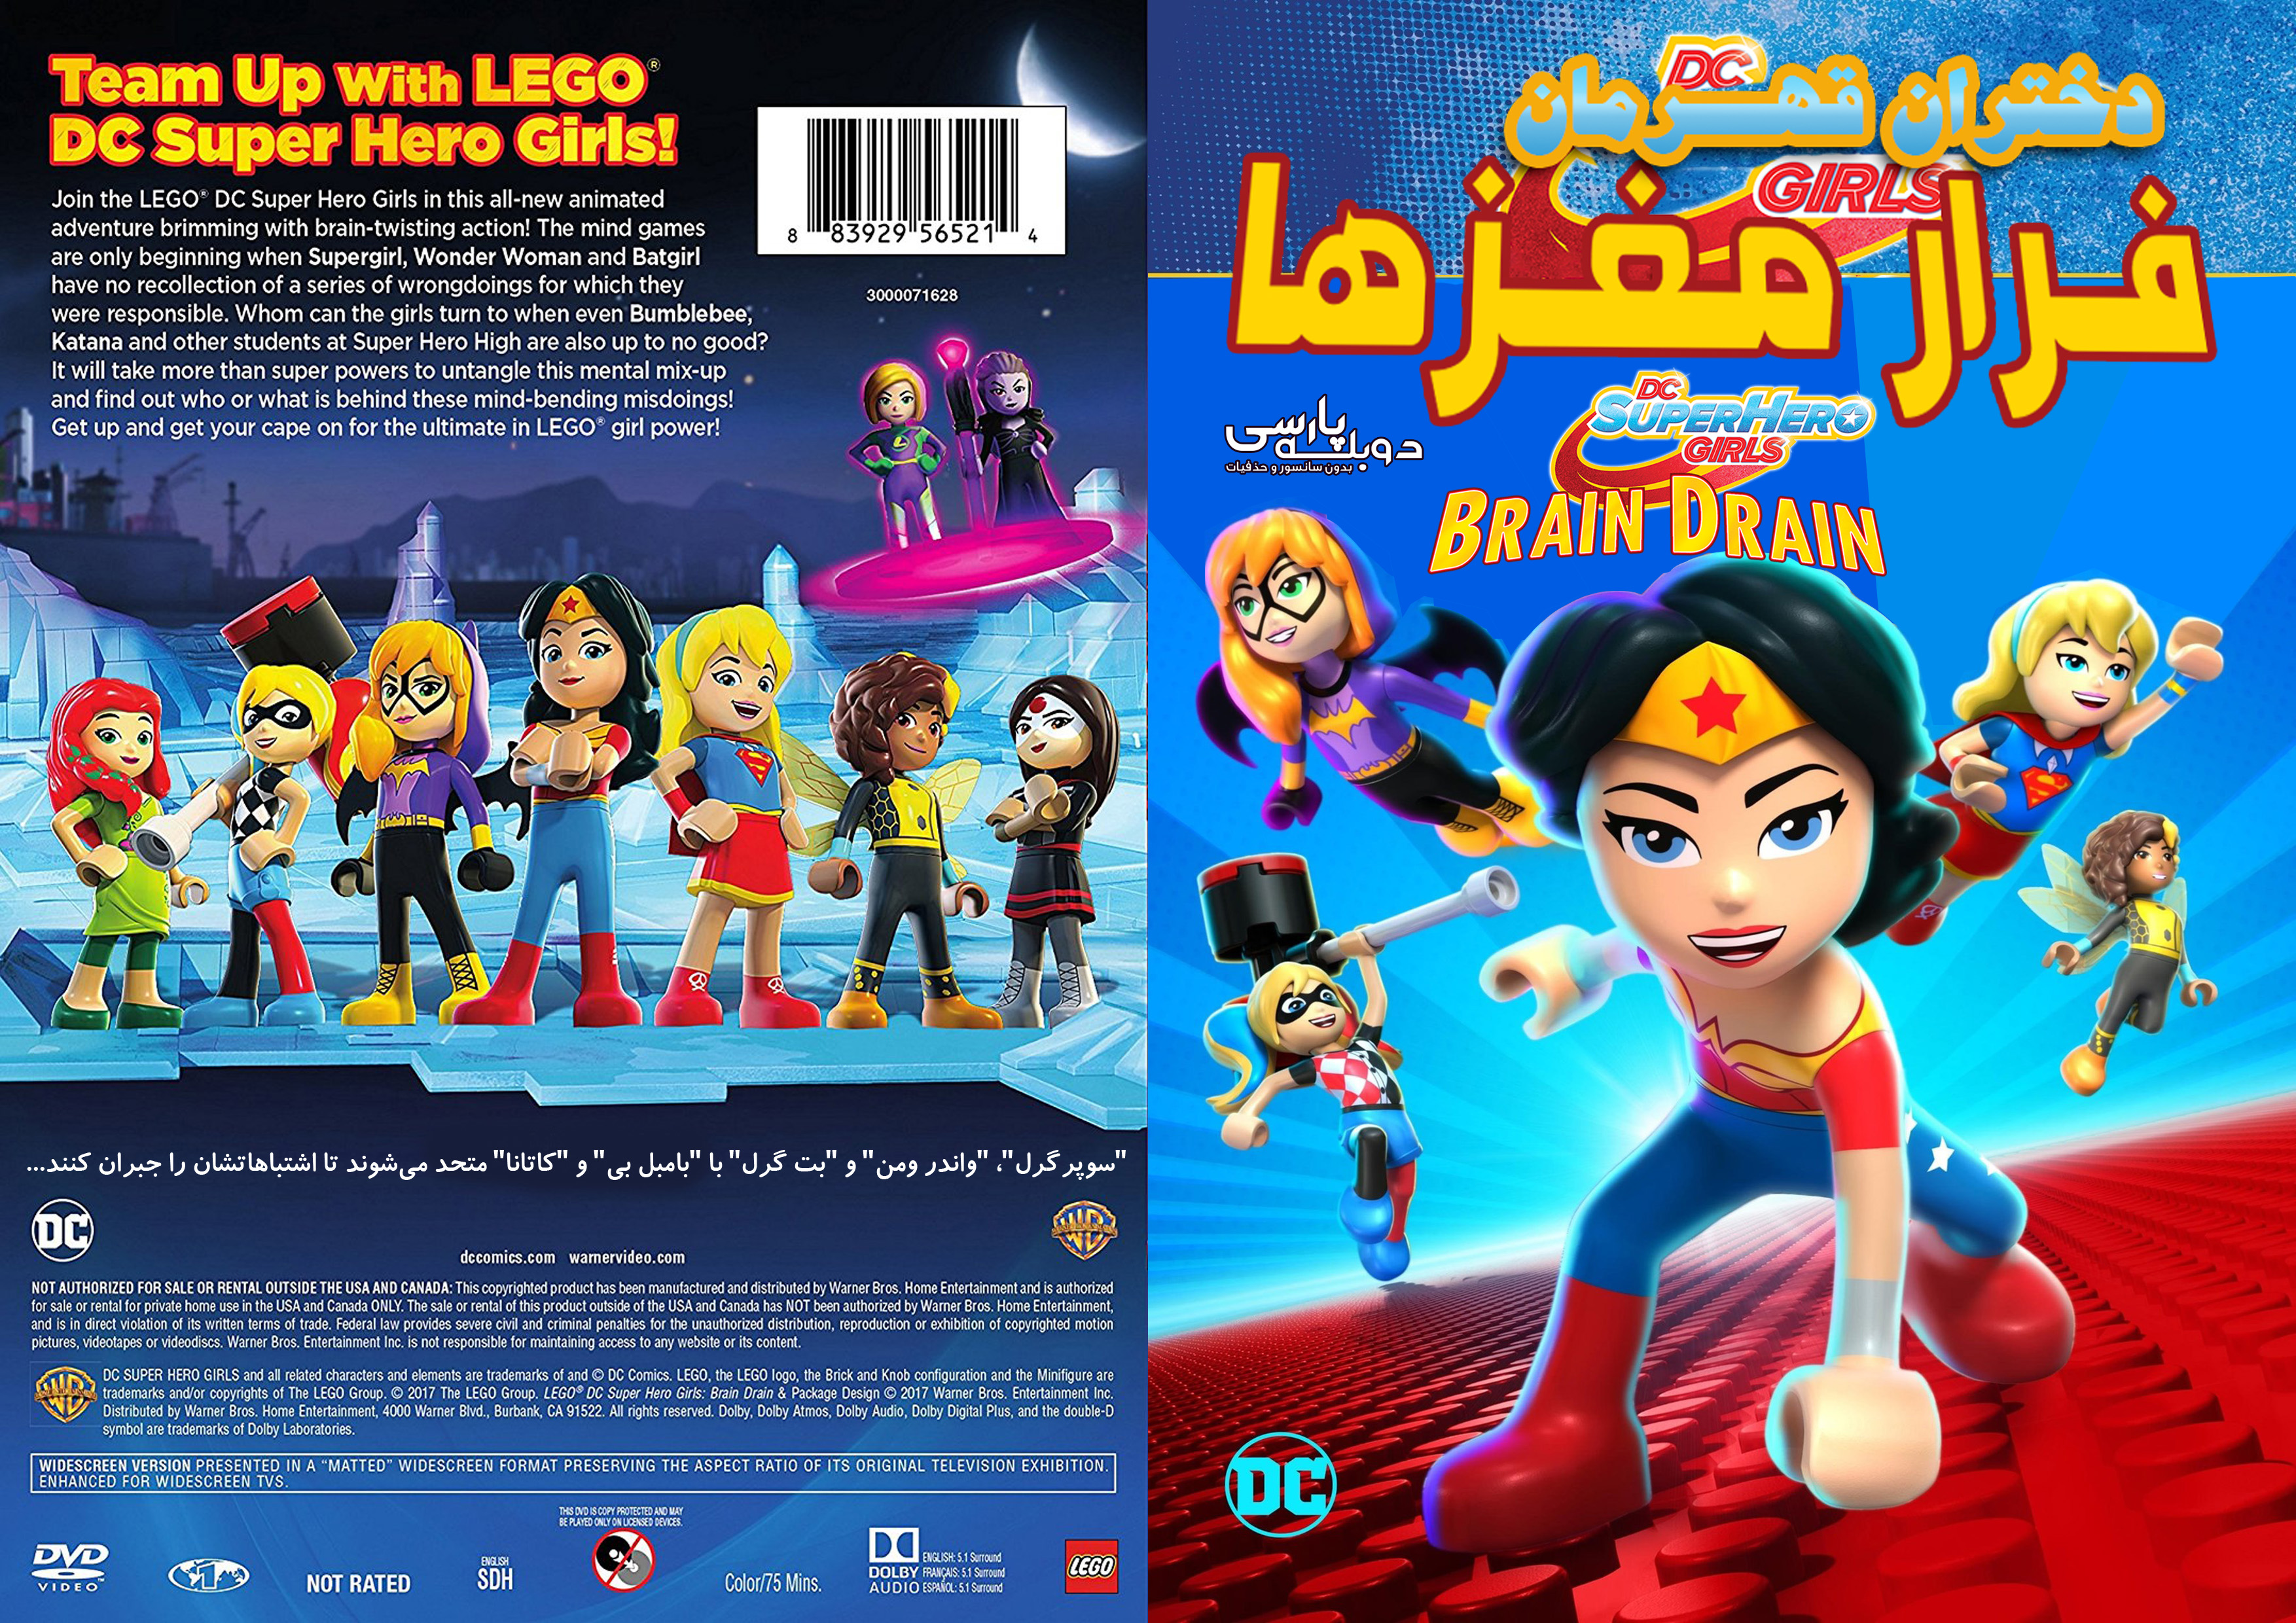 Team Up With LEGO®
DC Super Hero Girls!
Join the LEGO® DC Super Hero Girls in this all-new animated
adventure brimming with brain-twisting action! The mind games
are only beginning when Supergirl, Wonder Woman and Batgirl
have no recollection of a series of wrongdoings for which they
were responsible. Whom can the girls turn to when even Bumblebee,
Katana and other students at Super Hero High are also up to no good?
It will take more than super powers to untangle this mental mix-up
and find out who or what is behind these mind-bending misdoings!
Get up and get your cape on for the ultimate in LEGO® girl power!
8 83929 56521 4
3000071628
"سوپر گرل"، "واندر ومن" و "بت گرل" با "بامبل بی" و "کاتانا" متحد می‌شوند تا اشتباهاتشان را جبران کنند...
DC
WB
dccomics.com warnervideo.com
NOT AUTHORIZED FOR SALE OR RENTAL OUTSIDE THE USA AND CANADA: This copyrighted product has been manufactured and distributed by Warner Bros. Home Entertainment and is authorized
for sale or rental for private home use in the USA and Canada ONLY. The sale or rental of this product outside of the USA and Canada has NOT been authorized by Warner Bros. Home Entertainment,
and is in direct violation of its written terms of trade. Federal law provides severe civil and criminal penalties for the unauthorized distribution, reproduction or exhibition of copyrighted motion
pictures, videotapes or videodiscs. Warner Bros. Entertainment Inc. is not responsible for maintaining access to any website or its content.
WB
DC SUPER HERO GIRLS and all related characters and elements are trademarks of and © DC Comics. LEGO, the LEGO logo, the Brick and Knob configuration and the Minifigure are
trademarks and/or copyrights of The LEGO Group. © 2017 The LEGO Group. LEGO® DC Super Hero Girls: Brain Drain & Package Design © 2017 Warner Bros. Entertainment Inc.
Distributed by Warner Bros. Home Entertainment, 4000 Warner Blvd., Burbank, CA 91522. All rights reserved. Dolby, Dolby Atmos, Dolby Audio, Dolby Digital Plus, and the double-D
symbol are trademarks of Dolby Laboratories.
WIDESCREEN VERSION PRESENTED IN A “MATTED” WIDESCREEN FORMAT PRESERVING THE ASPECT RATIO OF ITS ORIGINAL TELEVISION EXHIBITION.
ENHANCED FOR WIDESCREEN TVS.
DVD
VIDEO™
1
NOT RATED
ENGLISH
SDH
THIS DVD IS COPY PROTECTED AND MAY
BE PLAYED ONLY ON LICENSED DEVICES.
Color/75 Mins.
DOLBY
AUDIO
ENGLISH: 5.1 Surround
FRANÇAIS: 5.1 Surround
ESPAÑOL: 5.1 Surround
LEGO
DC
دختران قهرمان
GIRLS
فرار مغزها
دوبله پارسی
بدون سانسور و حذفیات
DC
SUPER HERO
GIRLS
BRAIN DRAIN
DC